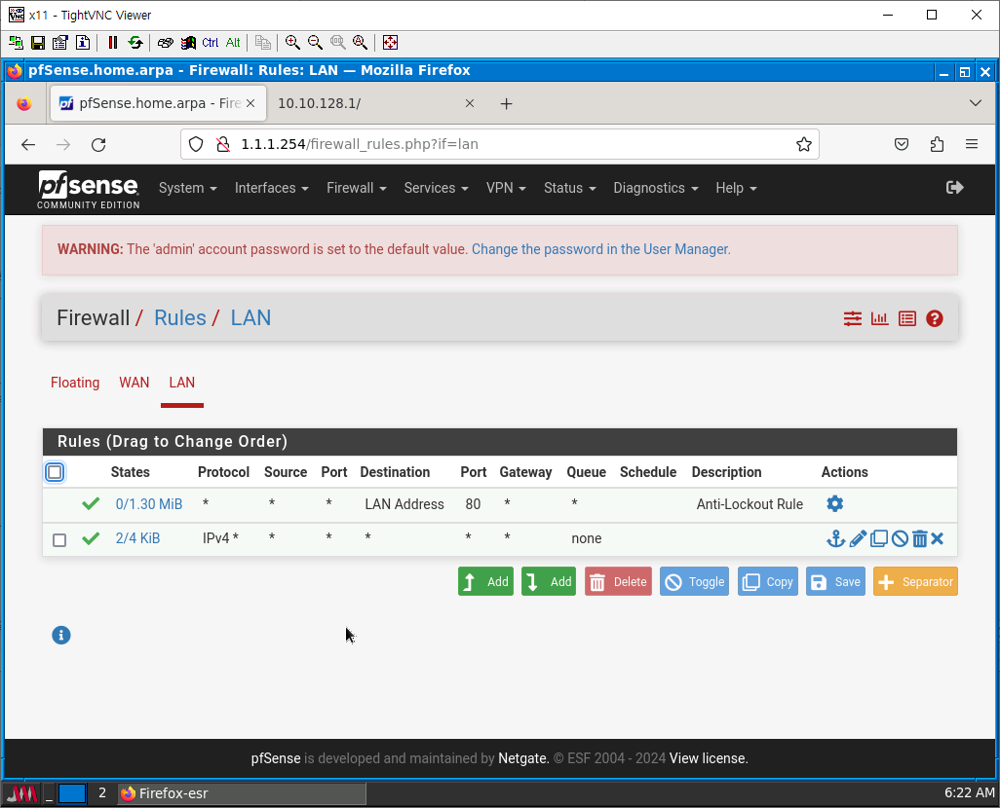 x11 - TightVNC Viewer
Ctrl Alt
pfSense.home.arpa - Firewall: Rules: LAN — Mozilla Firefox
pfSense.home.arpa - Fire
10.10.128.1/
1.1.1.254/firewall_rules.php?if=lan
pfsense
COMMUNITY EDITION
System Interfaces Firewall Services VPN Status Diagnostics Help
WARNING: The 'admin' account password is set to the default value. Change the password in the User Manager.
Firewall / Rules / LAN
Floating WAN LAN
Rules (Drag to Change Order)
States Protocol Source Port Destination Port Gateway Queue Schedule Description Actions
0/1.30 MiB * * * LAN Address 80 * * Anti-Lockout Rule
2/4 KiB IPv4 * * * * * * none
Add Add Delete Toggle Copy Save Separator
pfSense is developed and maintained by Netgate. © ESF 2004 - 2024 View license.
2 Firefox-esr 6:22 AM